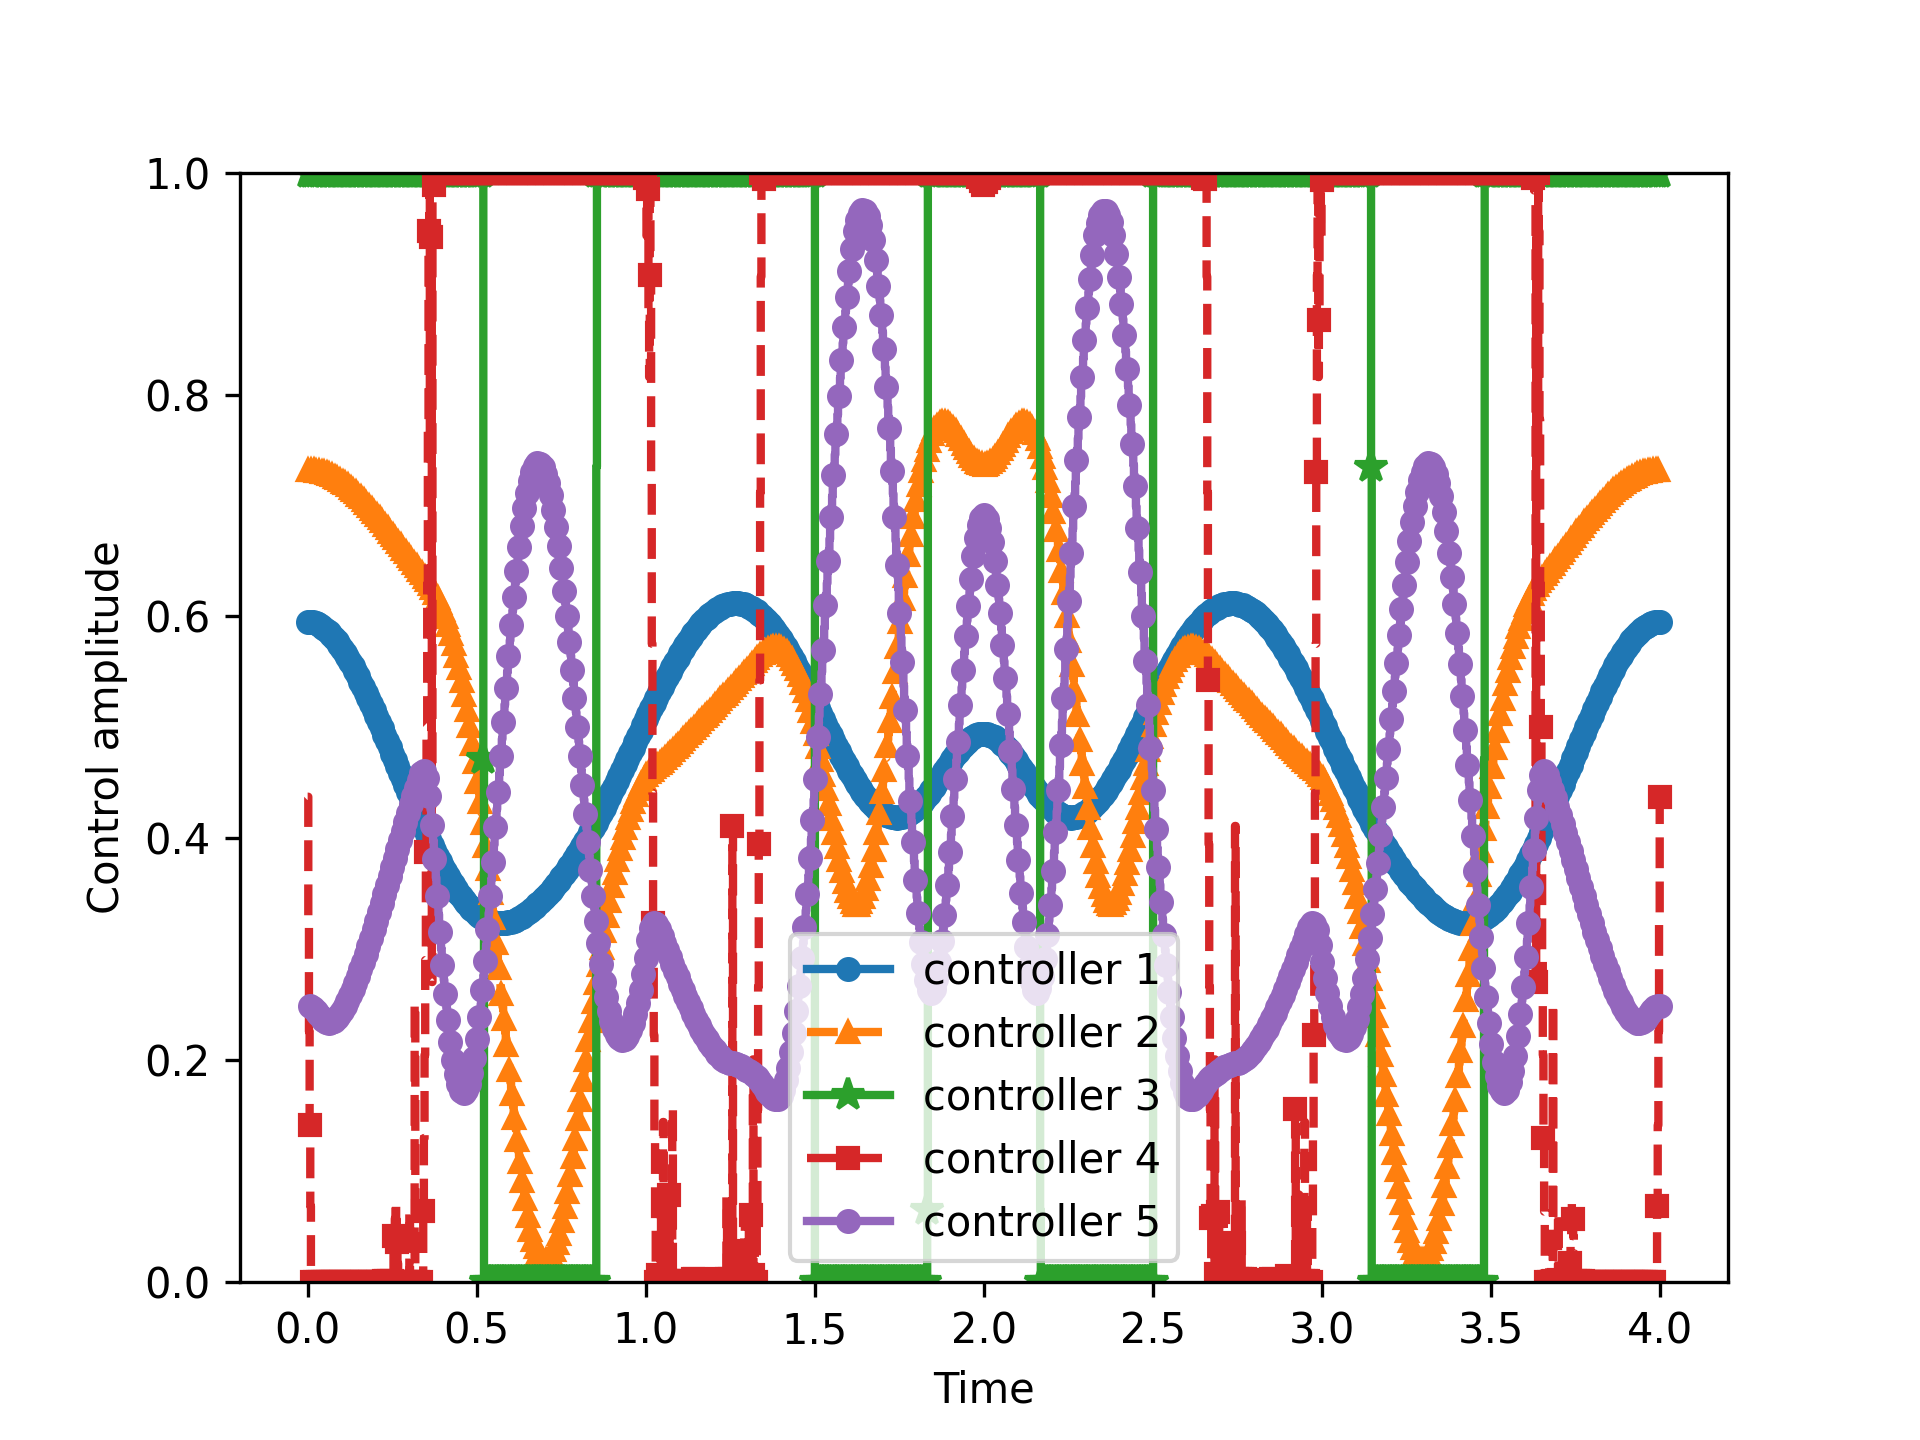 1.0
0.8
0.6
0.4
0.2
0.0
Control amplitude
controller 1
controller 2
controller 3
controller 4
controller 5
0.0 0.5 1.0 1.5 2.0 2.5 3.0 3.5 4.0
Time